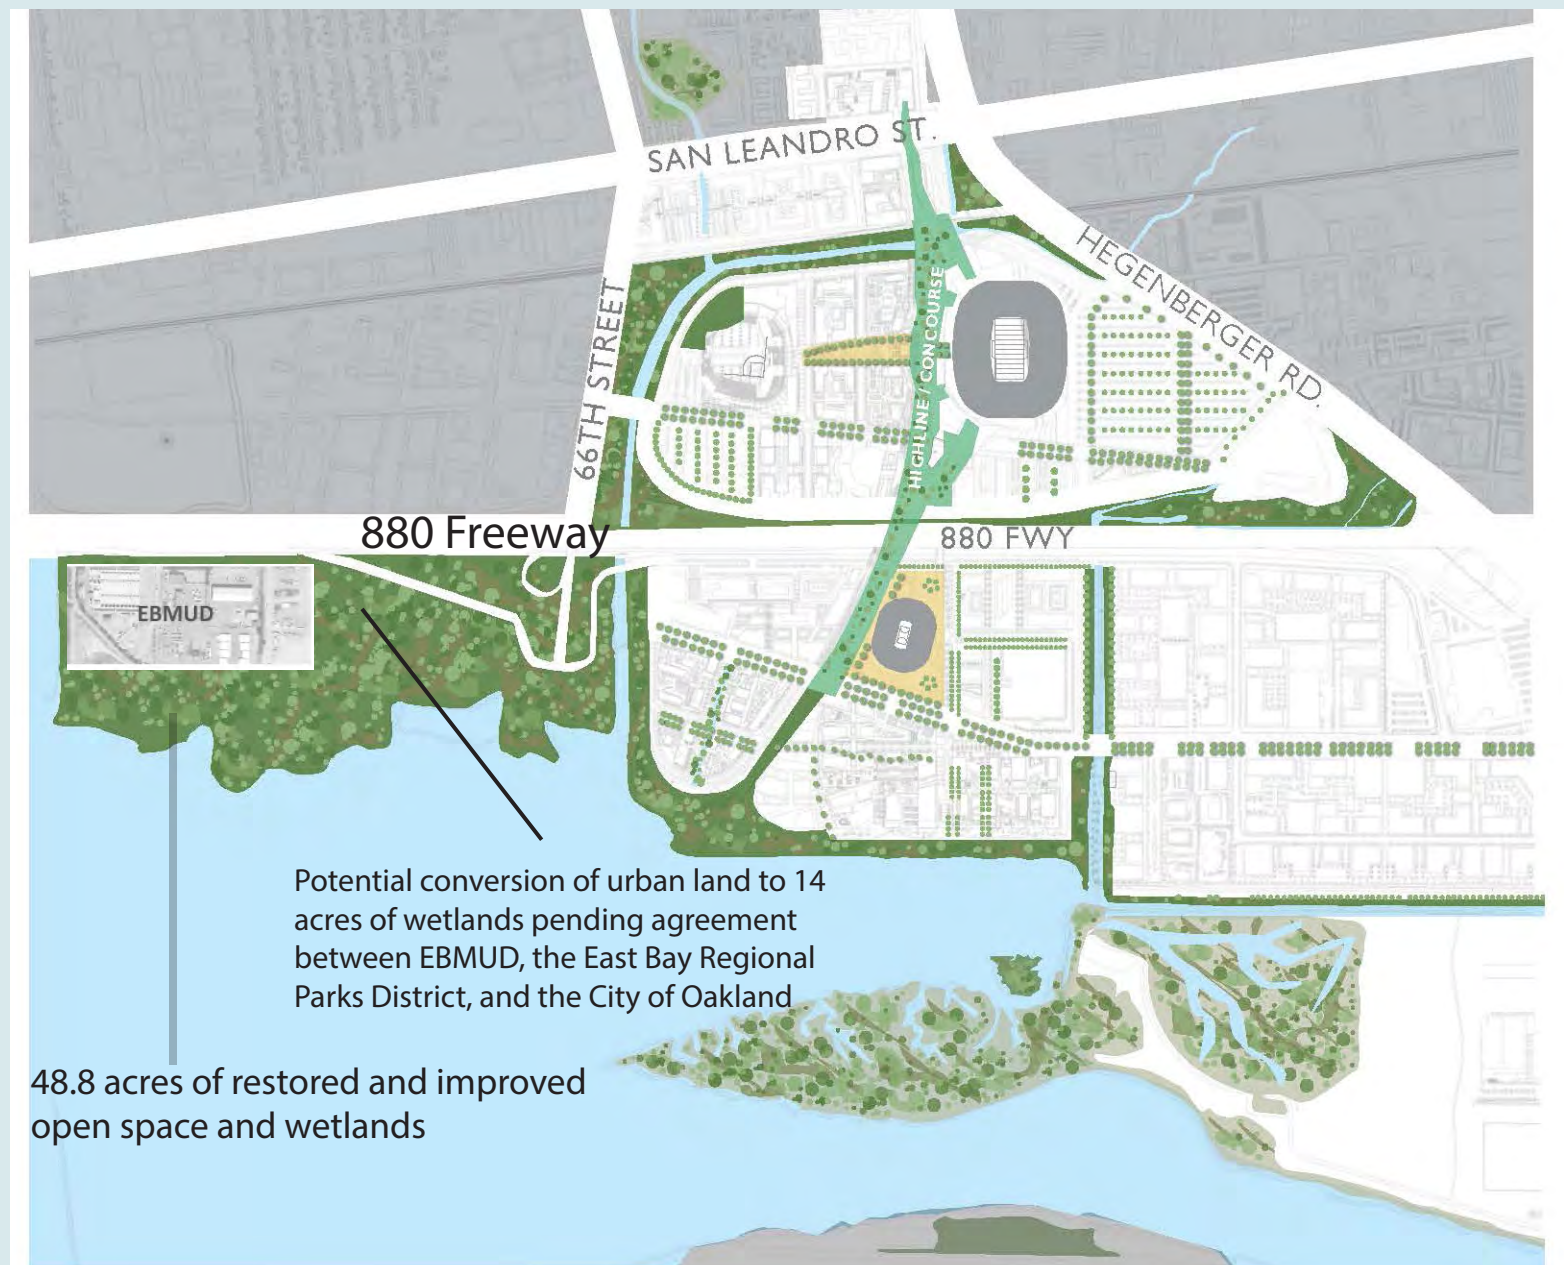 SAN LEANDRO ST.
HEGENBERGER RD.
66TH STREET
HIGHLINE / CONCOURSE
880 Freeway
880 FWY
EBMUD
Potential conversion of urban land to 14
acres of wetlands pending agreement
between EBMUD, the East Bay Regional
Parks District, and the City of Oakland
48.8 acres of restored and improved
open space and wetlands